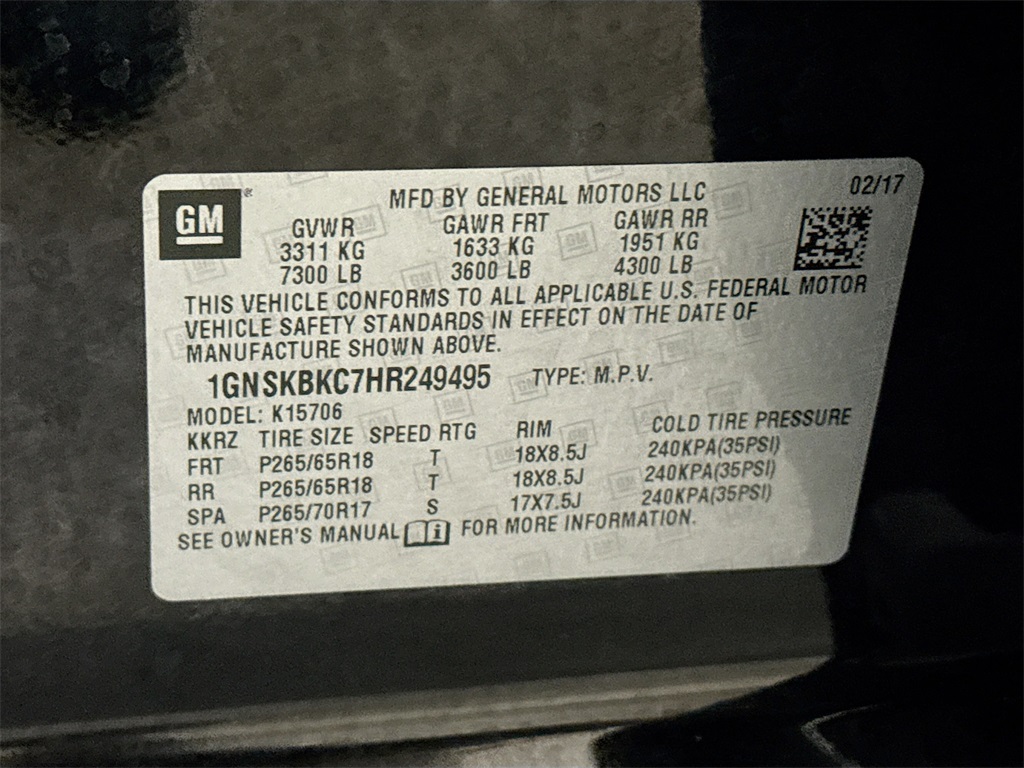 GM
MFD BY GENERAL MOTORS LLC 02/17
GVWR GAWR FRT GAWR RR
3311 KG 1633 KG 1951 KG
7300 LB 3600 LB 4300 LB
THIS VEHICLE CONFORMS TO ALL APPLICABLE U.S. FEDERAL MOTOR
VEHICLE SAFETY STANDARDS IN EFFECT ON THE DATE OF
MANUFACTURE SHOWN ABOVE.
1GNSKBKC7HR249495 TYPE: M.P.V.
MODEL: K15706
KKRZ TIRE SIZE SPEED RTG RIM COLD TIRE PRESSURE
FRT P265/65R18 T 18X8.5J 240KPA(35PSI)
RR P265/65R18 T 18X8.5J 240KPA(35PSI)
SPA P265/70R17 S 17X7.5J 240KPA(35PSI)
SEE OWNER'S MANUAL FOR MORE INFORMATION.